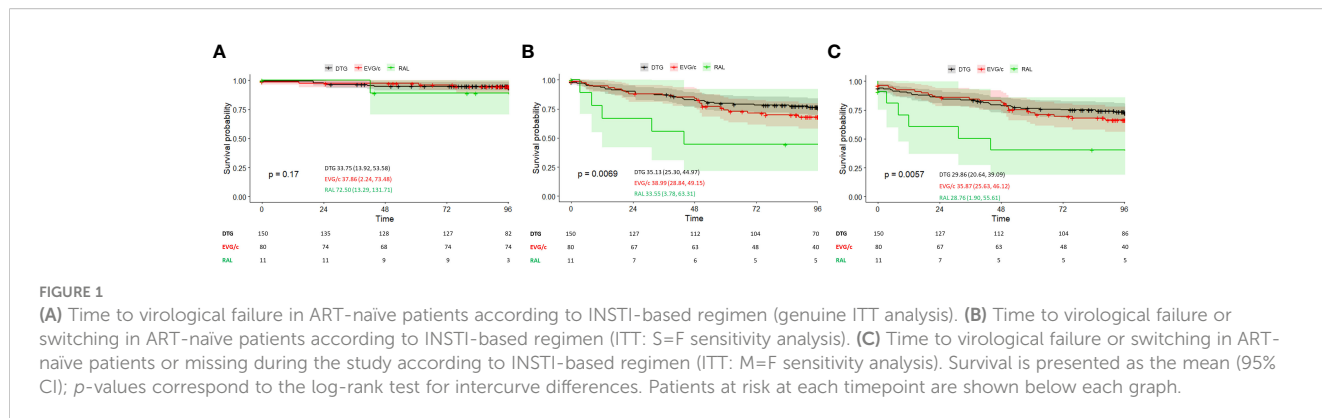 A
DTG EVG/c RAL
1.00
0.75
0.50
0.25
Survival probability
p = 0.17
DTG 33.75 (13.92, 53.58)
EVG/c 37.86 (2.24, 73.48)
RAL 72.50 (13.29, 131.71)
0 24 48 72 96
Time
DTG 150 135 128 127 82
EVG/c 80 74 68 74 74
RAL 11 11 9 9 3
B
DTG EVG/c RAL
1.00
0.75
0.50
0.25
Survival probability
p = 0.0069
DTG 35.13 (25.30, 44.97)
EVG/c 38.99 (28.84, 49.15)
RAL 33.55 (3.78, 63.31)
0 24 48 72 96
Time
150 127 112 104 70
80 67 63 48 40
11 7 6 5 5
C
DTG EVG/c RAL
1.00
0.75
0.50
0.25
Survival probability
p = 0.0057
DTG 29.86 (20.64, 39.09)
EVG/c 35.87 (25.63, 46.12)
RAL 28.76 (1.90, 55.61)
0 24 48 72 96
Time
150 127 112 104 86
80 67 63 48 40
11 7 5 5 5
FIGURE 1
(A) Time to virological failure in ART-naïve patients according to INSTI-based regimen (genuine ITT analysis). (B) Time to virological failure or
switching in ART-naïve patients according to INSTI-based regimen (ITT: S=F sensitivity analysis). (C) Time to virological failure or switching in ART-
naïve patients or missing during the study according to INSTI-based regimen (ITT: M=F sensitivity analysis). Survival is presented as the mean (95%
CI); p-values correspond to the log-rank test for intercurve differences. Patients at risk at each timepoint are shown below each graph.